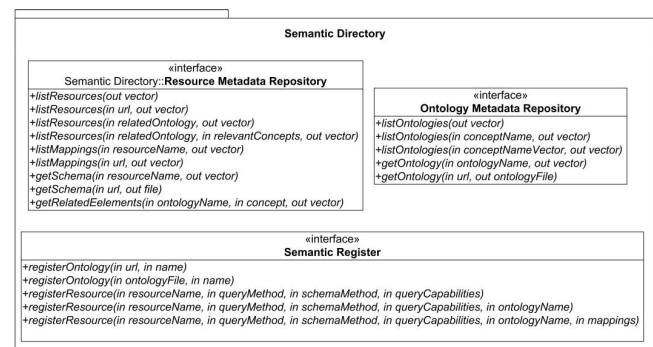 Semantic Directory
«interface»
Semantic Directory::Resource Metadata Repository
+listResources(out vector)
+listResources(in url, out vector)
+listResources(in relatedOntology, out vector)
+listResources(in relatedOntology, in relevantConcepts, out vector)
+listMappings(in resourceName, out vector)
+listMappings(in url, out vector)
+getSchema(in resourceName, out vector)
+getSchema(in url, out file)
+getRelatedEelements(in ontologyName, in concept, out vector)
«interface»
Ontology Metadata Repository
+listOntologies(out vector)
+listOntologies(in conceptName, out vector)
+listOntologies(in conceptNameVector, out vector)
+getOntology(in ontologyName, out vector)
+getOntology(in url, out ontologyFile)
«interface»
Semantic Register
+registerOntology(in url, in name)
+registerOntology(in ontologyFile, in name)
+registerResource(in resourceName, in queryMethod, in schemaMethod, in queryCapabilities)
+registerResource(in resourceName, in queryMethod, in schemaMethod, in queryCapabilities, in ontologyName)
+registerResource(in resourceName, in queryMethod, in schemaMethod, in queryCapabilities, in ontologyName, in mappings)